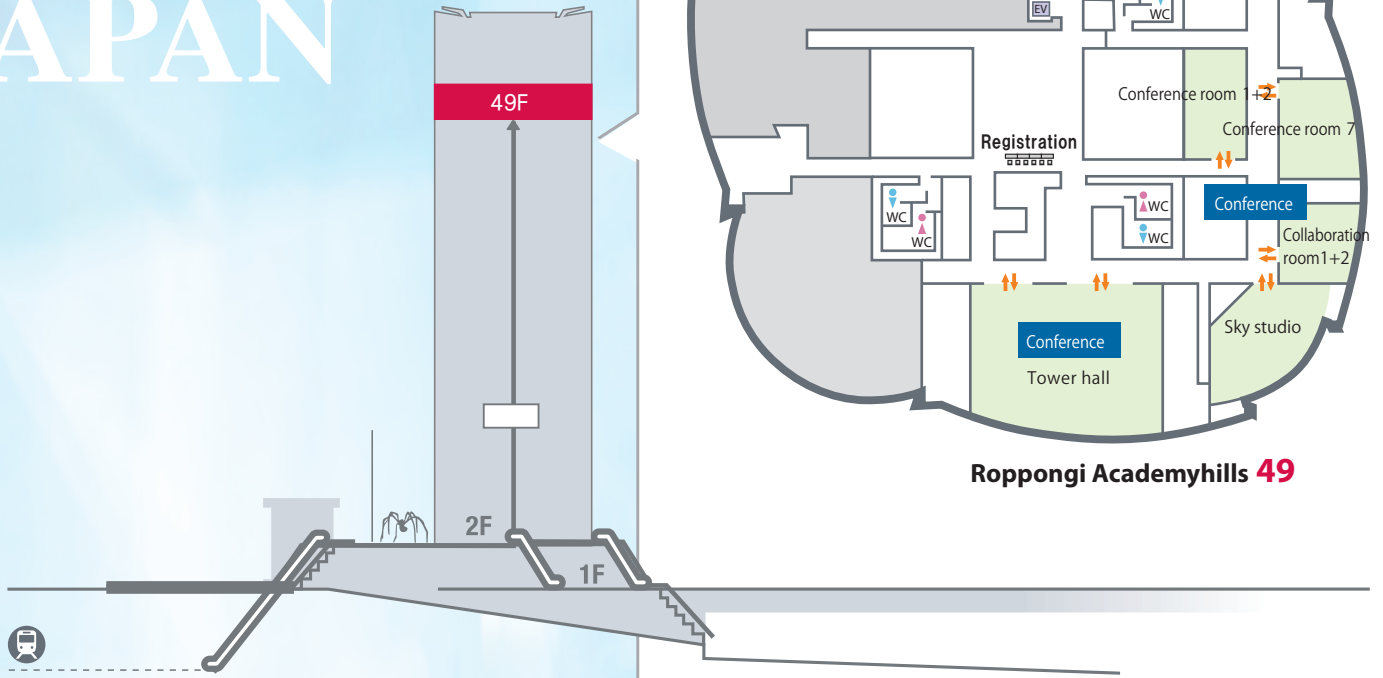 APAN
49F
2F
1F
EV
WC
Conference room 1+2
Conference room 7
Registration
WC
WC
WC
WC
Conference
Collaboration
room1+2
Sky studio
Conference
Tower hall
Roppongi Academyhills 49